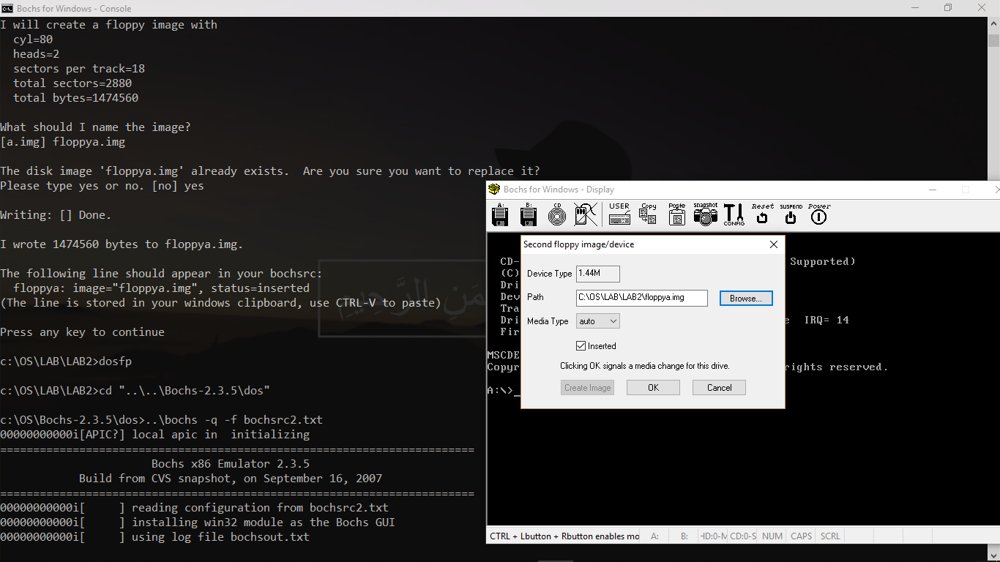 Bochs for Windows - Console
I will create a floppy image with
cyl=80
heads=2
sectors per track=18
total sectors=2880
total bytes=1474560
What should I name the image?
[a.img] floppya.img
The disk image 'floppya.img' already exists.  Are you sure you want to replace it?
Please type yes or no. [no] yes
Writing: [] Done.
I wrote 1474560 bytes to floppya.img.
The following line should appear in your bochsrc:
floppya: image="floppya.img", status=inserted
(The line is stored in your windows clipboard, use CTRL-V to paste)
Press any key to continue
c:\OS\LAB\LAB2>dosfp
c:\OS\LAB\LAB2>cd "..\..\Bochs-2.3.5\dos"
c:\OS\Bochs-2.3.5\dos>..\bochs -q -f bochsrc2.txt
00000000000i[APIC?] local apic in  initializing
========================================================================
Bochs x86 Emulator 2.3.5
Build from CVS snapshot, on September 16, 2007
========================================================================
00000000000i[     ] reading configuration from bochsrc2.txt
00000000000i[     ] installing win32 module as the Bochs GUI
00000000000i[     ] using log file bochsout.txt
Bochs for Windows - Display
A: B: CD USER Copy Paste snapshot CONFIG Reset SUSPEND Power
Second floppy image/device
Device Type 1.44M
Path C:\OS\LAB\LAB2\floppya.img Browse...
Media Type auto
Inserted
Clicking OK signals a media change for this drive.
Create Image OK Cancel
CD- Supported)
(C)
Dri
Dev
Tra
Dri e  IRQ= 14
Fir
MSCDE
Copyr ights reserved.
A:\>_
CTRL + Lbutton + Rbutton enables mo A: B: HD:0-M CD:0-S NUM CAPS SCRL